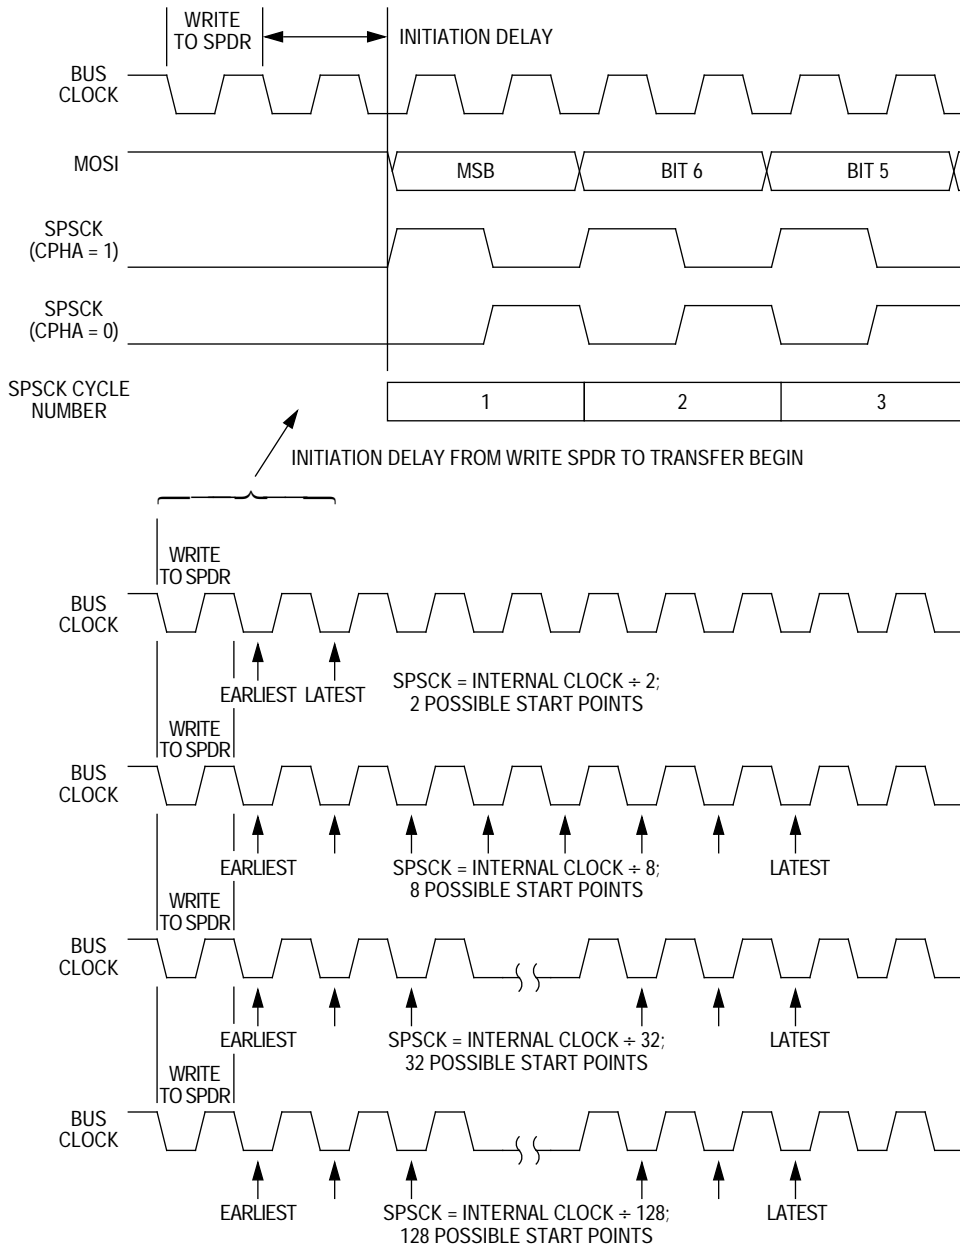 WRITE
TO SPDR
INITIATION DELAY
BUS
CLOCK
MOSI
MSB
BIT 6
BIT 5
SPSCK
(CPHA = 1)
SPSCK
(CPHA = 0)
SPSCK CYCLE
NUMBER
1
2
3
INITIATION DELAY FROM WRITE SPDR TO TRANSFER BEGIN
WRITE
TO SPDR
BUS
CLOCK
EARLIEST
LATEST
SPSCK = INTERNAL CLOCK ÷ 2;
2 POSSIBLE START POINTS
WRITE
TO SPDR
BUS
CLOCK
EARLIEST
SPSCK = INTERNAL CLOCK ÷ 8;
8 POSSIBLE START POINTS
LATEST
WRITE
TO SPDR
BUS
CLOCK
EARLIEST
SPSCK = INTERNAL CLOCK ÷ 32;
32 POSSIBLE START POINTS
LATEST
WRITE
TO SPDR
BUS
CLOCK
EARLIEST
SPSCK = INTERNAL CLOCK ÷ 128;
128 POSSIBLE START POINTS
LATEST